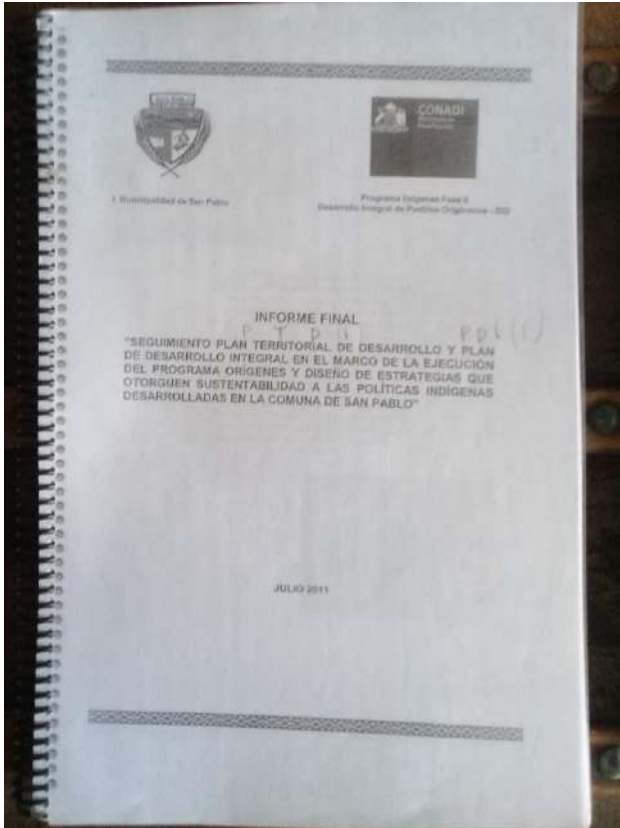 SAN PABLO
CONADI
I. Municipalidad de San Pablo
Programa Orígenes Fase II
Desarrollo Integral de Pueblos Originarios - BID
INFORME FINAL
P T D
"SEGUIMIENTO PLAN TERRITORIAL DE DESARROLLO Y PLAN
DE DESARROLLO INTEGRAL EN EL MARCO DE LA EJECUCIÓN
DEL PROGRAMA ORÍGENES Y DISEÑO DE ESTRATEGIAS QUE
OTORGUEN SUSTENTABILIDAD A LAS POLÍTICAS INDÍGENAS
DESARROLLADAS EN LA COMUNA DE SAN PABLO"
JULIO 2011